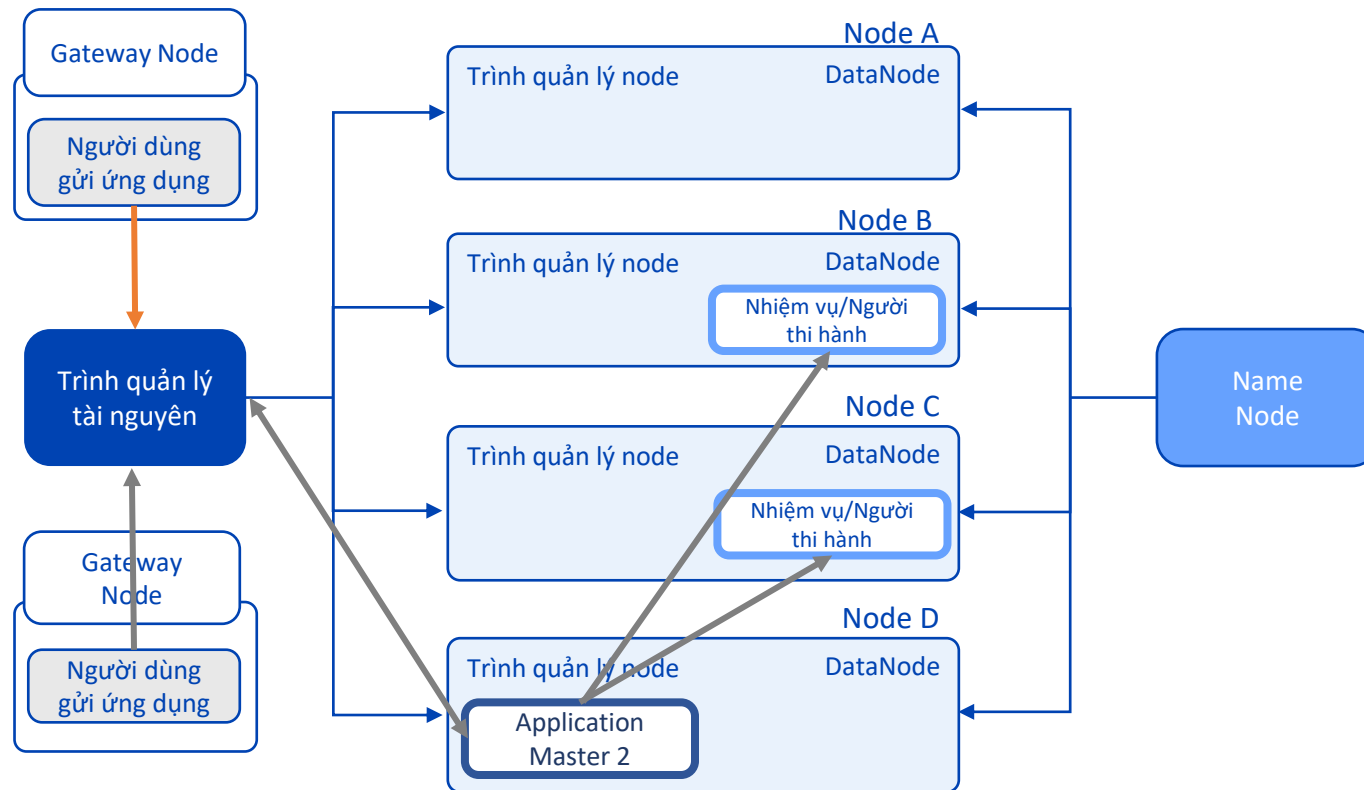 Gateway Node
Người dùng
gửi ứng dụng
Trình quản lý
tài nguyên
Gateway
Node
Người dùng
gửi ứng dụng
Node A
Trình quản lý node
DataNode
Node B
Trình quản lý node
DataNode
Nhiệm vụ/Người
thi hành
Node C
Trình quản lý node
DataNode
Nhiệm vụ/Người
thi hành
Node D
Trình quản lý node
DataNode
Application
Master 2
Name
Node